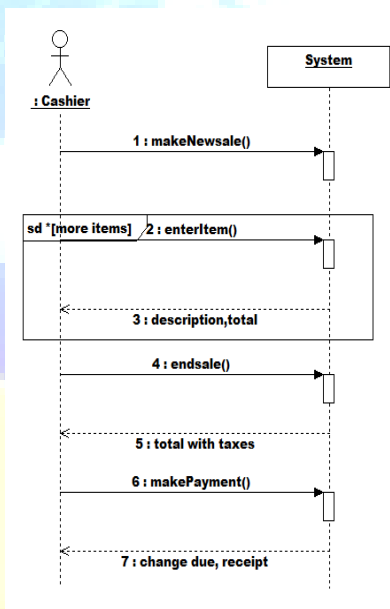 System
: Cashier
1 : makeNewsale()
sd *[more items] 2 : enterItem()
3 : description,total
4 : endsale()
5 : total with taxes
6 : makePayment()
7 : change due, receipt